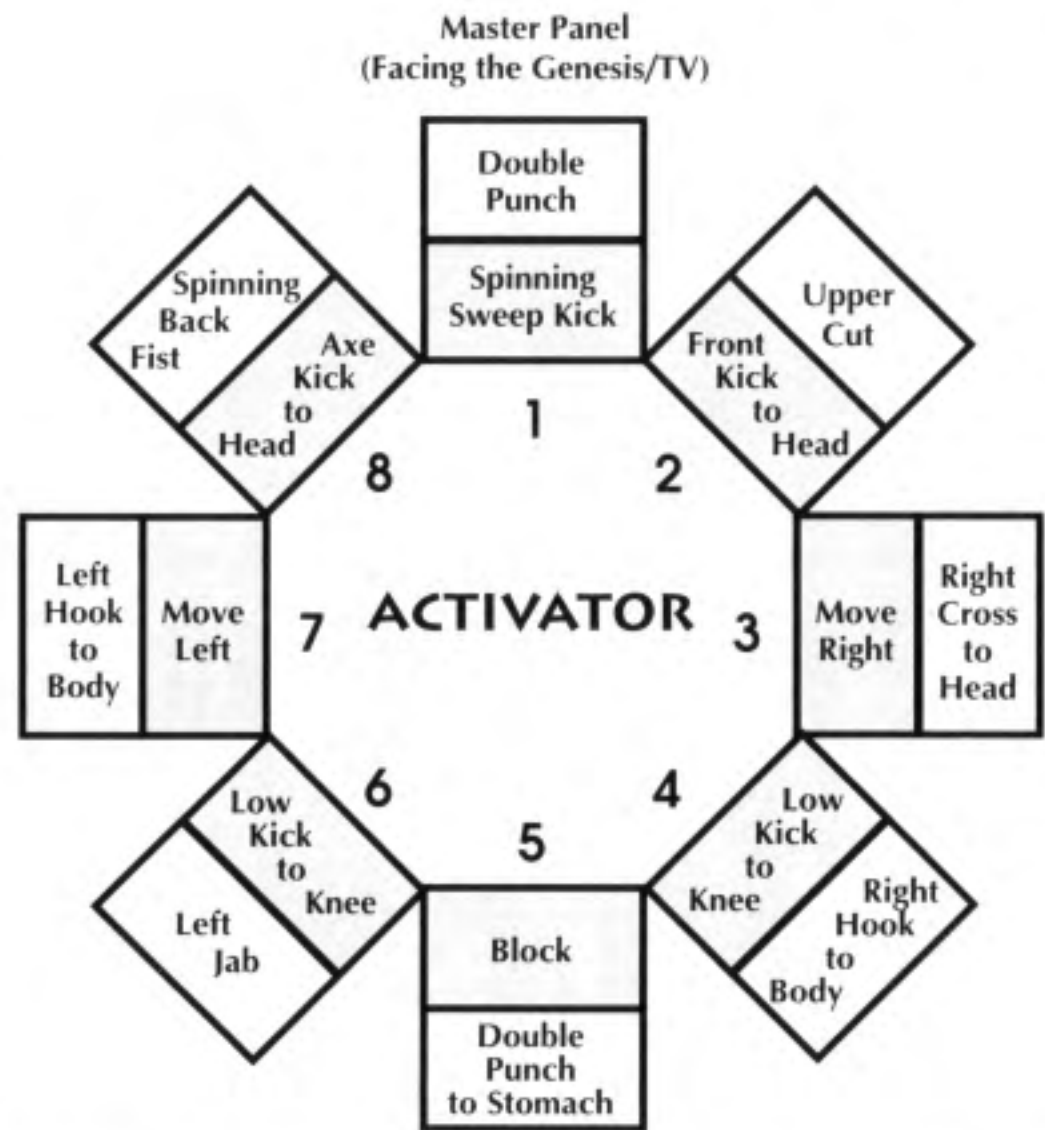 Master Panel
(Facing the Genesis/TV)
Double
Punch
Spinning
Sweep Kick
1
Upper
Cut
Front
Kick
to
Head
2
Right
Cross
to
Head
Move
Right
3
Low
Kick
to
Knee
4
Right
Hook
to
Body
5
Block
Double
Punch
to Stomach
6
Low
Kick
to
Knee
Left
Jab
7
Move
Left
Left
Hook
to
Body
8
Axe
Kick
to
Head
Spinning
Back
Fist
ACTIVATOR